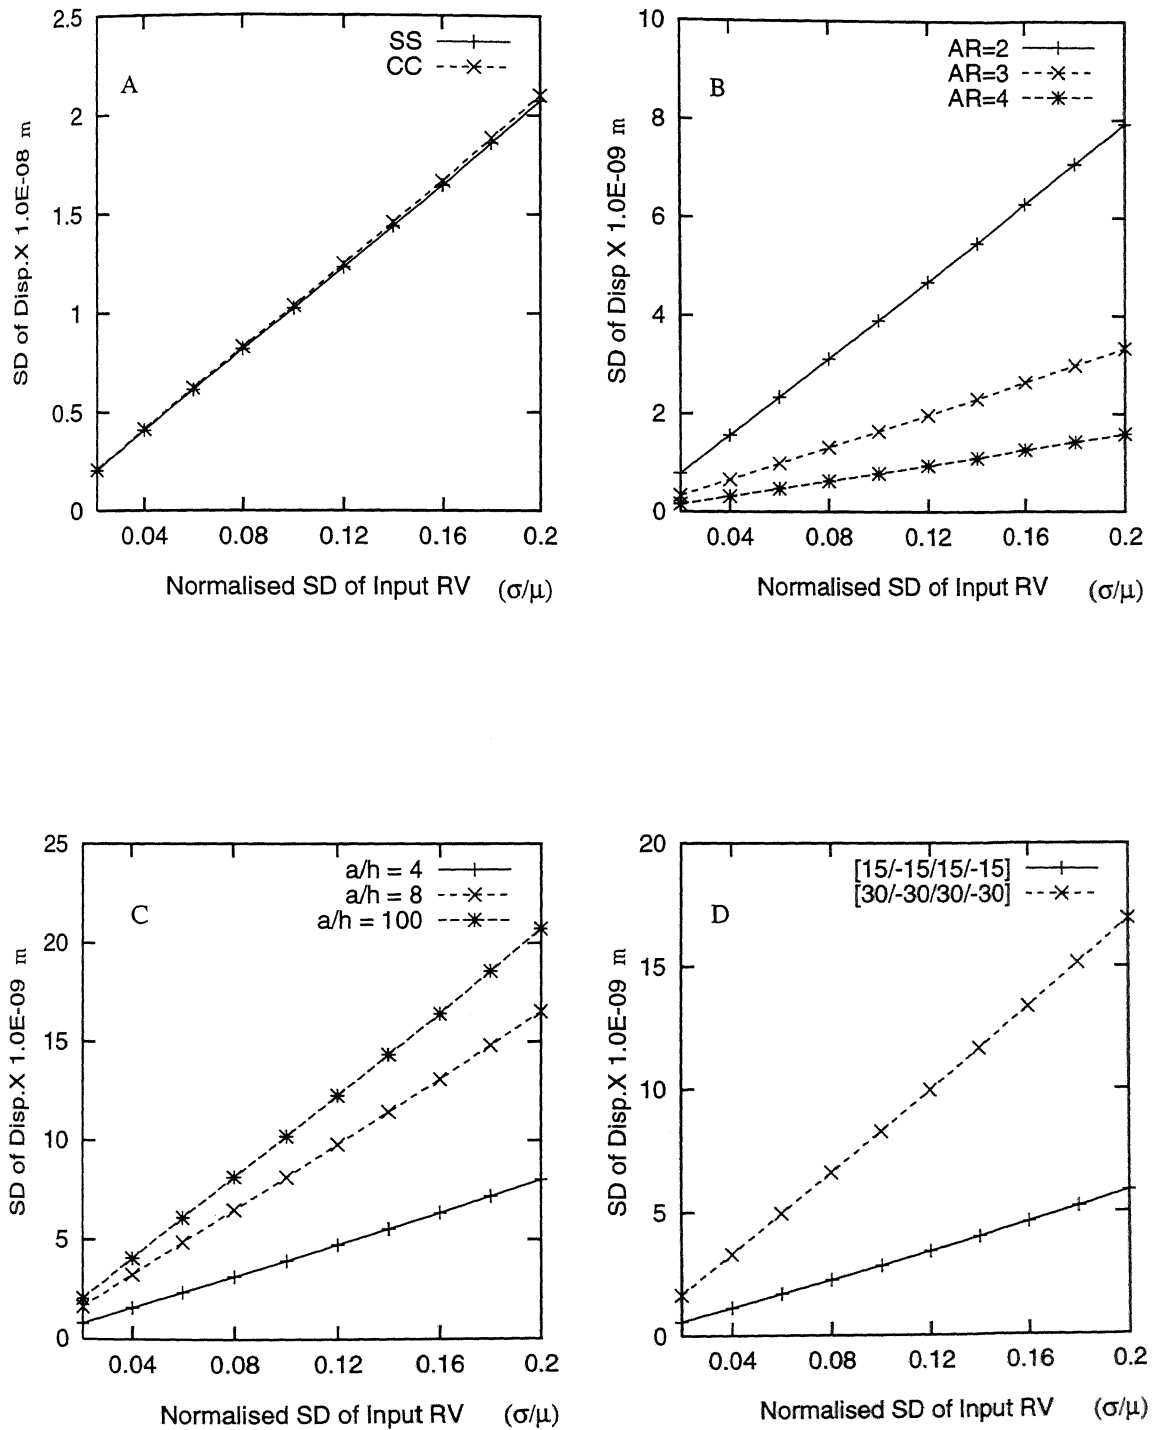 2.5
SS
CC
A
2
1.5
1
0.5
0
SD of Disp.X 1.0E-08 m
0.04 0.08 0.12 0.16 0.2
Normalised SD of Input RV (σ/μ)
10
AR=2
AR=3
AR=4
B
8
6
4
2
0
SD of Disp X 1.0E-09 m
0.04 0.08 0.12 0.16 0.2
Normalised SD of Input RV (σ/μ)
25
a/h = 4
a/h = 8
a/h = 100
C
20
15
10
5
0
SD of Disp.X 1.0E-09 m
0.04 0.08 0.12 0.16 0.2
Normalised SD of Input RV (σ/μ)
20
[15/-15/15/-15]
[30/-30/30/-30]
D
15
10
5
0
SD of Disp.X 1.0E-09 m
0.04 0.08 0.12 0.16 0.2
Normalised SD of Input RV (σ/μ)